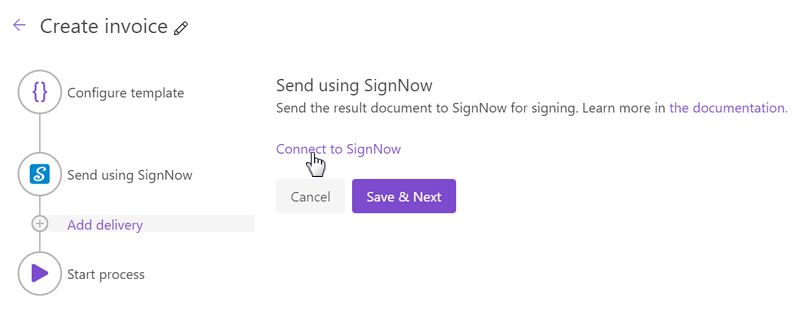 Create invoice
{}
Configure template
Send using SignNow
Add delivery
Start process
Send using SignNow
Send the result document to SignNow for signing. Learn more in the documentation.
Connect to SignNow
Cancel
Save & Next